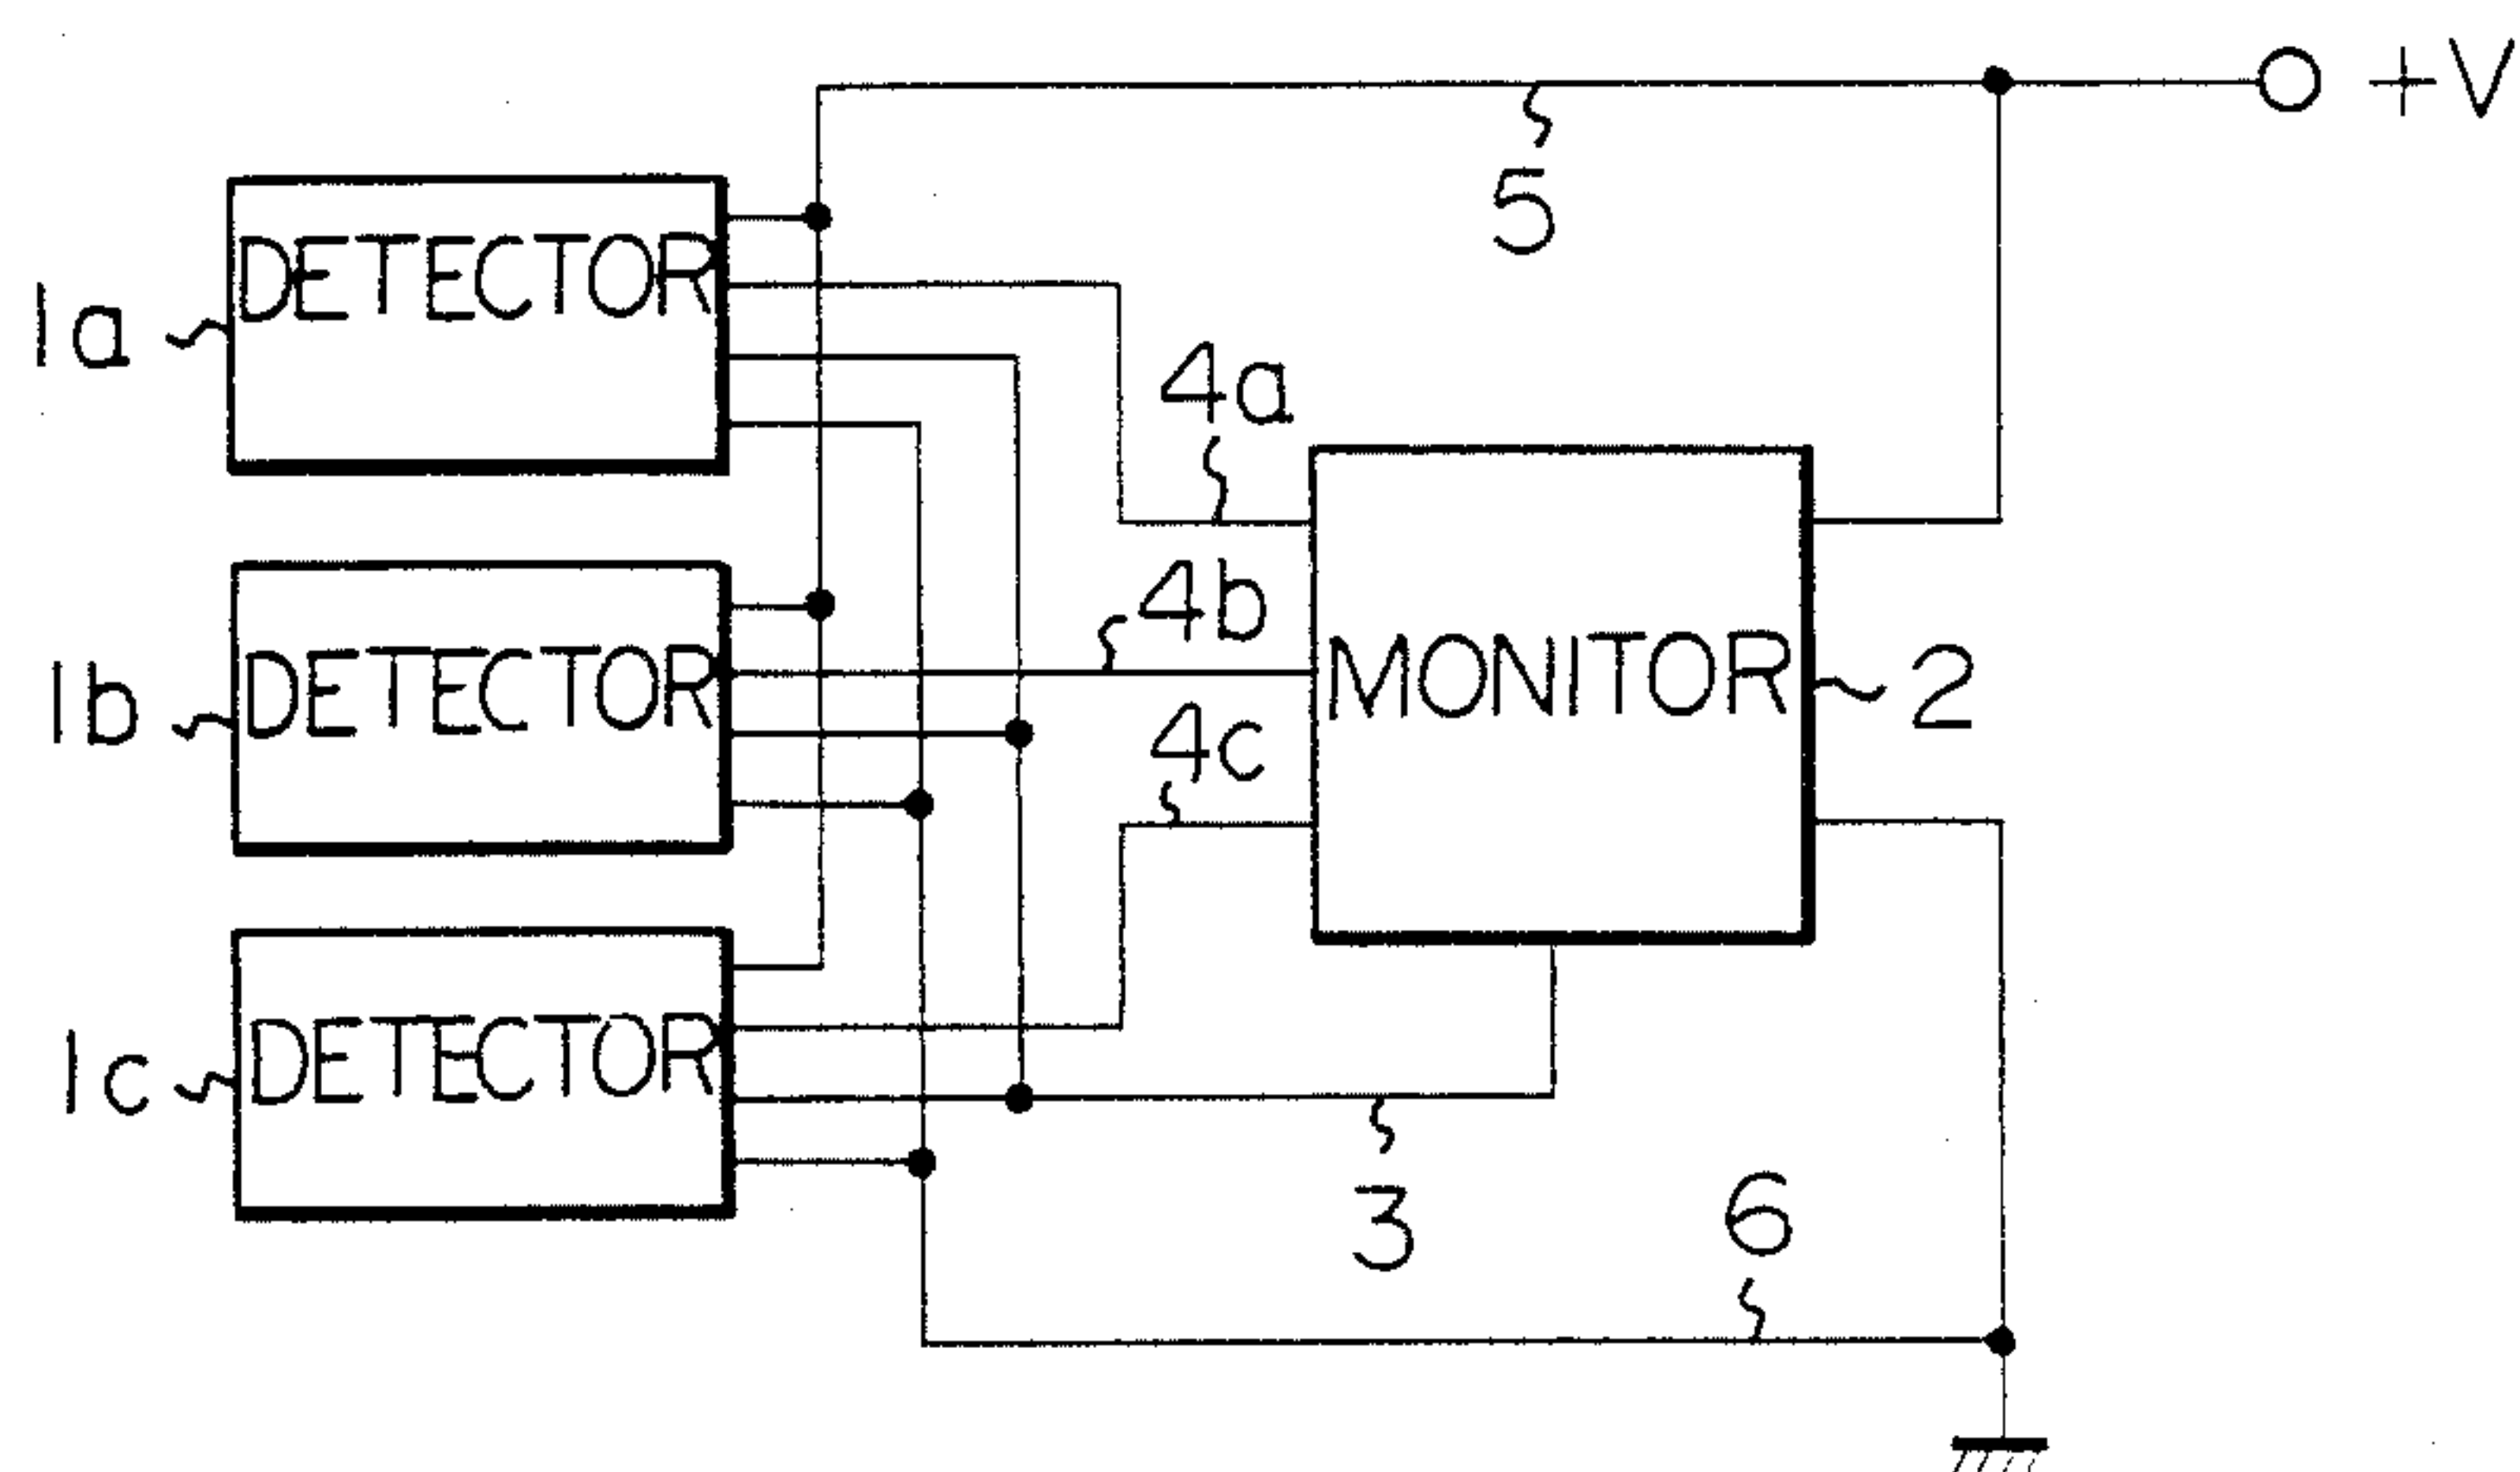 +V
5
DETECTOR
1a
4a
4b
DETECTOR
MONITOR
2
1b
4c
DETECTOR
1c
3
6